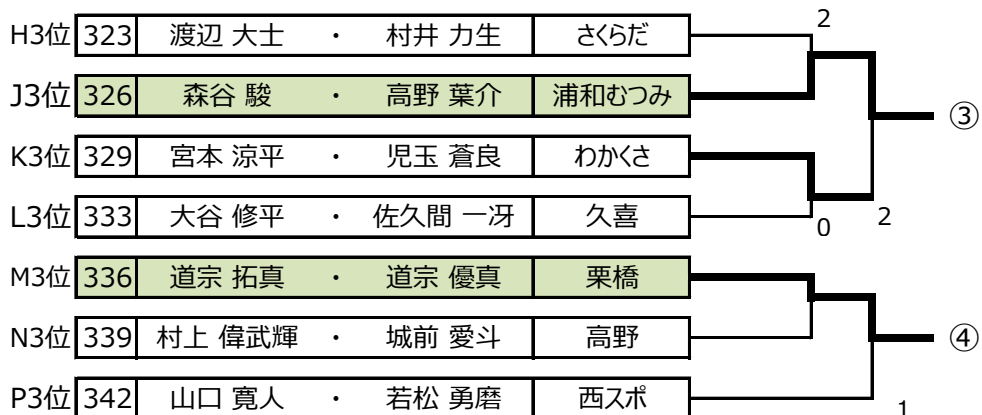 H3位 323 渡辺 大士 ・ 村井 力生 さくらだ 2
J3位 326 森谷 駿 ・ 高野 葉介 浦和むつみ ③
K3位 329 宮本 涼平 ・ 児玉 蒼良 わかくさ
L3位 333 大谷 修平 ・ 佐久間 一冴 久喜 0 2
M3位 336 道宗 拓真 ・ 道宗 優真 栗橋
N3位 339 村上 偉武輝 ・ 城前 愛斗 高野 ④
P3位 342 山口 寛人 ・ 若松 勇磨 西スポ 1